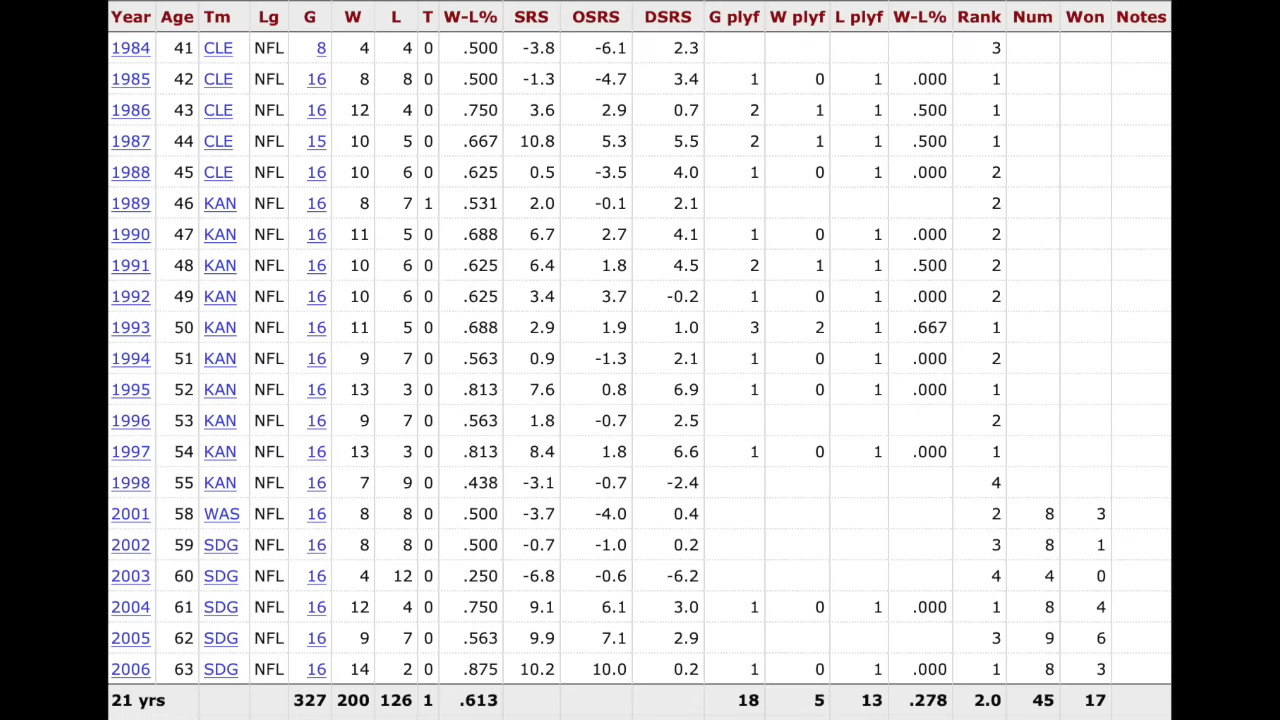 Year Age Tm Lg G W L T W-L% SRS OSRS DSRS G plyf W plyf L plyf W-L% Rank Num Won Notes
1984 41 CLE NFL 8 4 4 0 .500 -3.8 -6.1 2.3 3
1985 42 CLE NFL 16 8 8 0 .500 -1.3 -4.7 3.4 1 0 1 .000 1
1986 43 CLE NFL 16 12 4 0 .750 3.6 2.9 0.7 2 1 1 .500 1
1987 44 CLE NFL 15 10 5 0 .667 10.8 5.3 5.5 2 1 1 .500 1
1988 45 CLE NFL 16 10 6 0 .625 0.5 -3.5 4.0 1 0 1 .000 2
1989 46 KAN NFL 16 8 7 1 .531 2.0 -0.1 2.1 2
1990 47 KAN NFL 16 11 5 0 .688 6.7 2.7 4.1 1 0 1 .000 2
1991 48 KAN NFL 16 10 6 0 .625 6.4 1.8 4.5 2 1 1 .500 2
1992 49 KAN NFL 16 10 6 0 .625 3.4 3.7 -0.2 1 0 1 .000 2
1993 50 KAN NFL 16 11 5 0 .688 2.9 1.9 1.0 3 2 1 .667 1
1994 51 KAN NFL 16 9 7 0 .563 0.9 -1.3 2.1 1 0 1 .000 2
1995 52 KAN NFL 16 13 3 0 .813 7.6 0.8 6.9 1 0 1 .000 1
1996 53 KAN NFL 16 9 7 0 .563 1.8 -0.7 2.5 2
1997 54 KAN NFL 16 13 3 0 .813 8.4 1.8 6.6 1 0 1 .000 1
1998 55 KAN NFL 16 7 9 0 .438 -3.1 -0.7 -2.4 4
2001 58 WAS NFL 16 8 8 0 .500 -3.7 -4.0 0.4 2 8 3
2002 59 SDG NFL 16 8 8 0 .500 -0.7 -1.0 0.2 3 8 1
2003 60 SDG NFL 16 4 12 0 .250 -6.8 -0.6 -6.2 4 4 0
2004 61 SDG NFL 16 12 4 0 .750 9.1 6.1 3.0 1 0 1 .000 1 8 4
2005 62 SDG NFL 16 9 7 0 .563 9.9 7.1 2.9 3 9 6
2006 63 SDG NFL 16 14 2 0 .875 10.2 10.0 0.2 1 0 1 .000 1 8 3
21 yrs 327 200 126 1 .613 18 5 13 .278 2.0 45 17